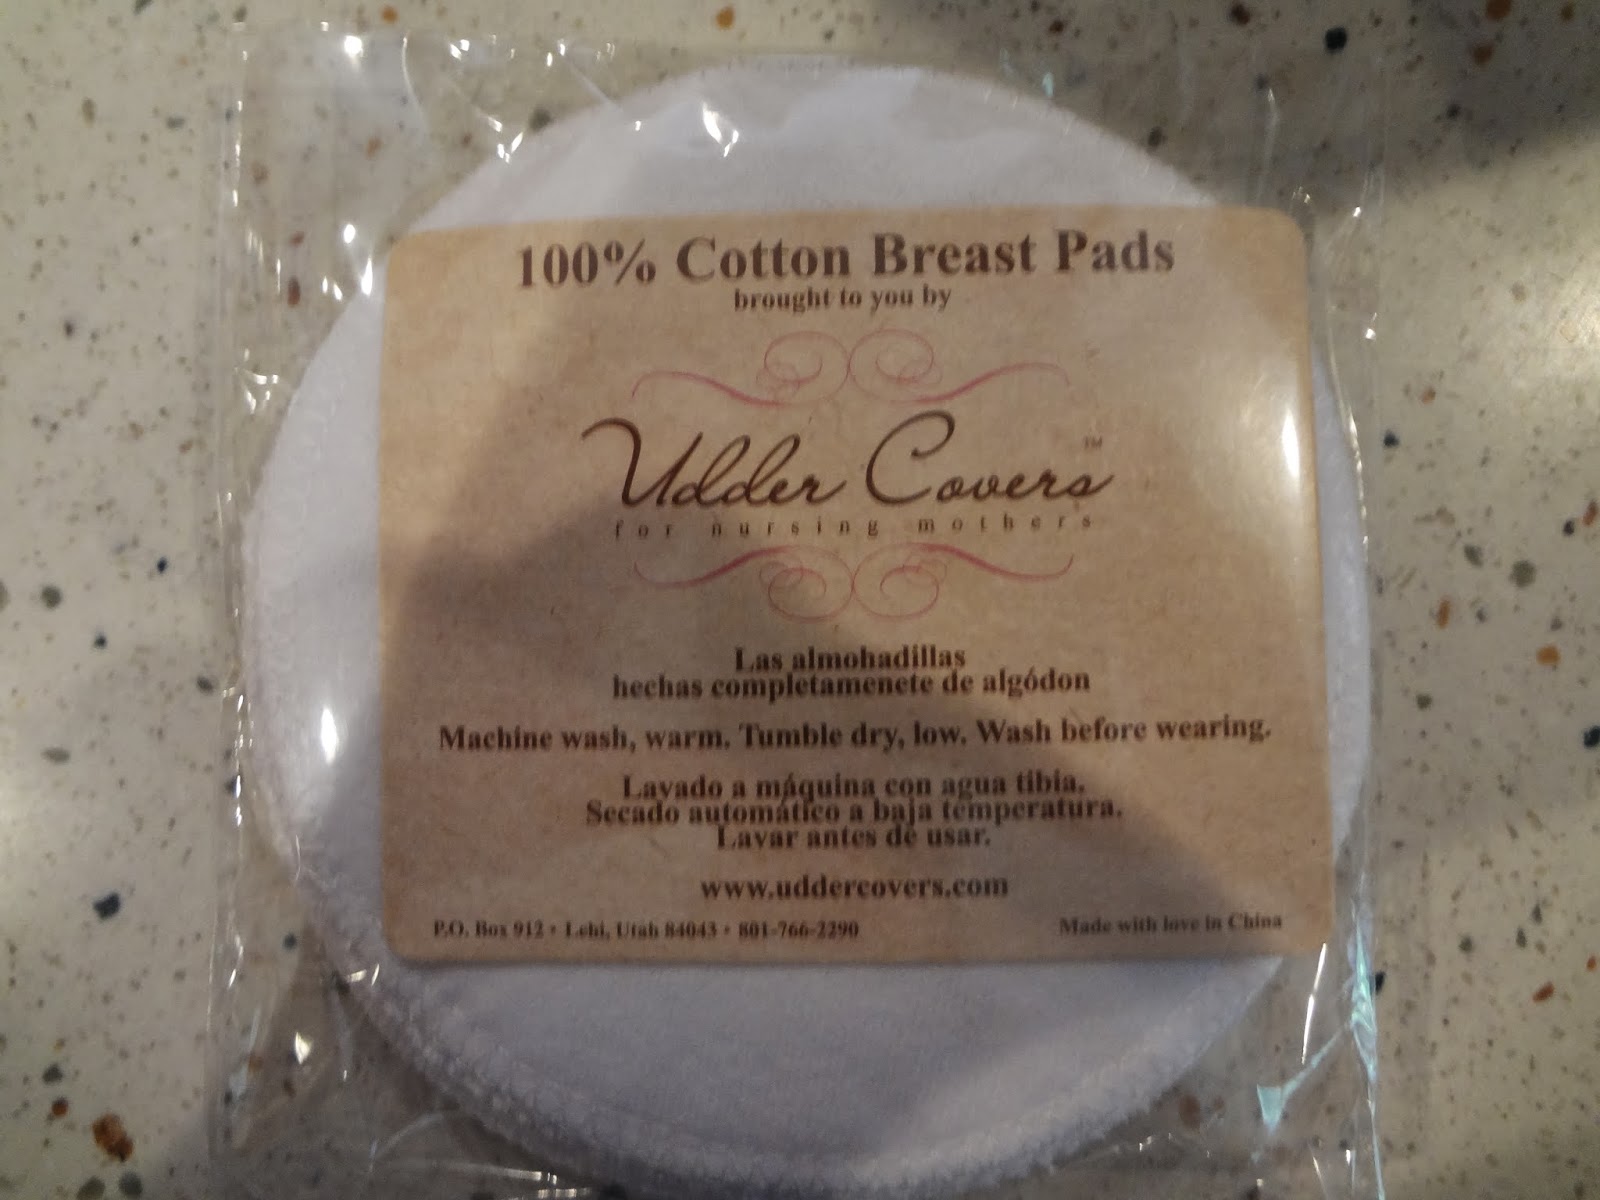 100% Cotton Breast Pads
brought to you by
Udder Covers™
for nursing mothers
Las almohadillas
hechas completamenete de algódon
Machine wash, warm. Tumble dry, low. Wash before wearing.
Lavado a máquina con agua tibia.
Secado automático a baja temperatura.
Lavar antes de usar.
www.uddercovers.com
P.O. Box 912 • Lehi, Utah 84043 • 801-766-2290
Made with love in China